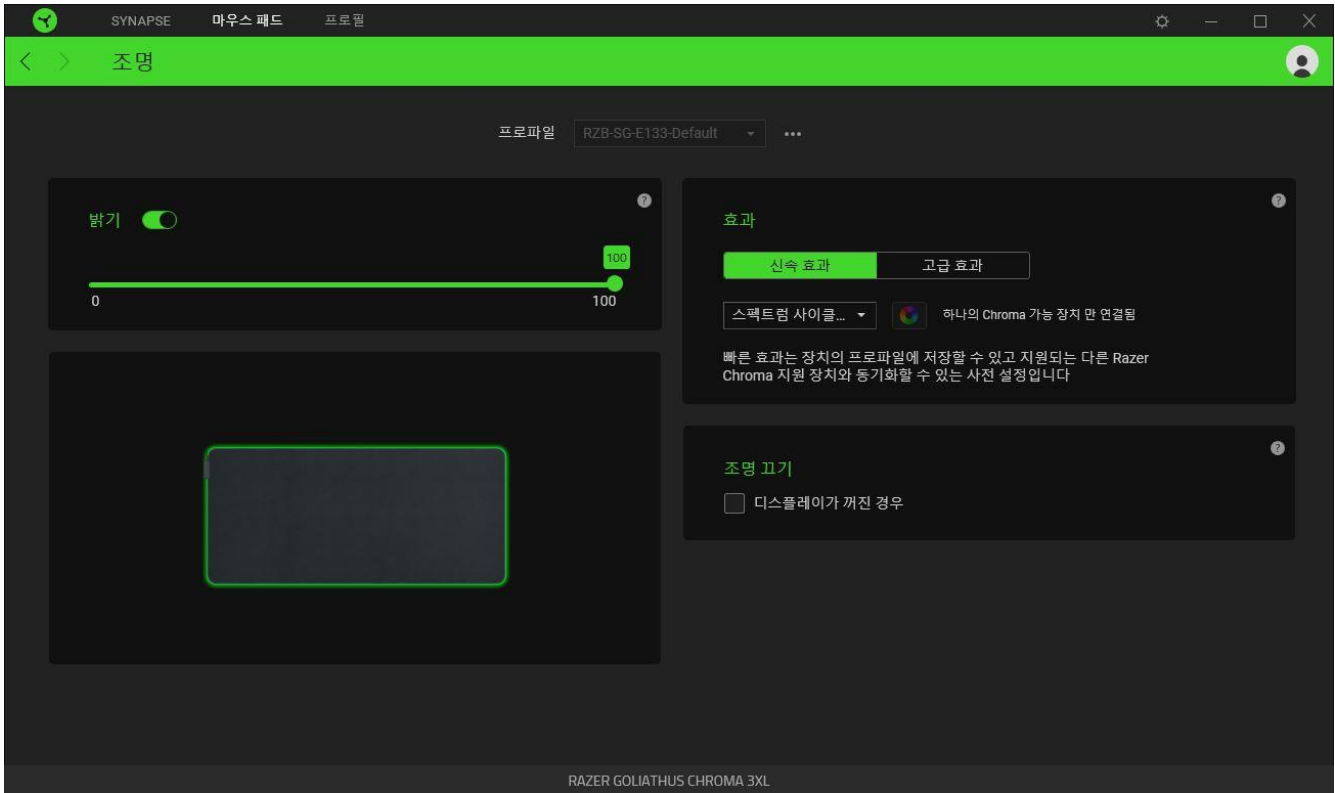 SYNAPSE 마우스 패드 프로필
조명
프로파일 RZB-SG-E133-Default
밝기
100
0 100
효과
신속 효과 고급 효과
스펙트럼 사이클... 하나의 Chroma 가능 장치 만 연결됨
빠른 효과는 장치의 프로파일에 저장할 수 있고 지원되는 다른 Razer
Chroma 지원 장치와 동기화할 수 있는 사전 설정입니다
조명 끄기
디스플레이가 꺼진 경우
RAZER GOLIATHUS CHROMA 3XL